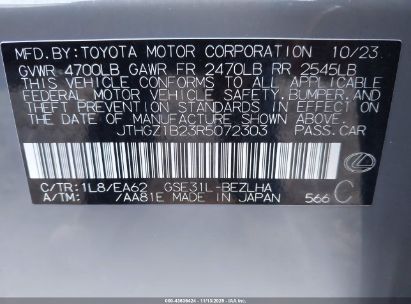 MFD.BY:TOYOTA MOTOR CORPORATION 10/23
GVWR 4700LB GAWR FR 2470LB RR 2545LB
THIS VEHICLE CONFORMS TO ALL APPLICABLE
FEDERAL MOTOR VEHICLE SAFETY, BUMPER, AND
THEFT PREVENTION STANDARDS IN EFFECT ON
THE DATE OF MANUFACTURE SHOWN ABOVE.
JTHGZ1B23R5072303 PASS.CAR
C/TR:1L8/EA62 GSE31L-BEZLHA
A/TM: /AA81E MADE IN JAPAN 566 C